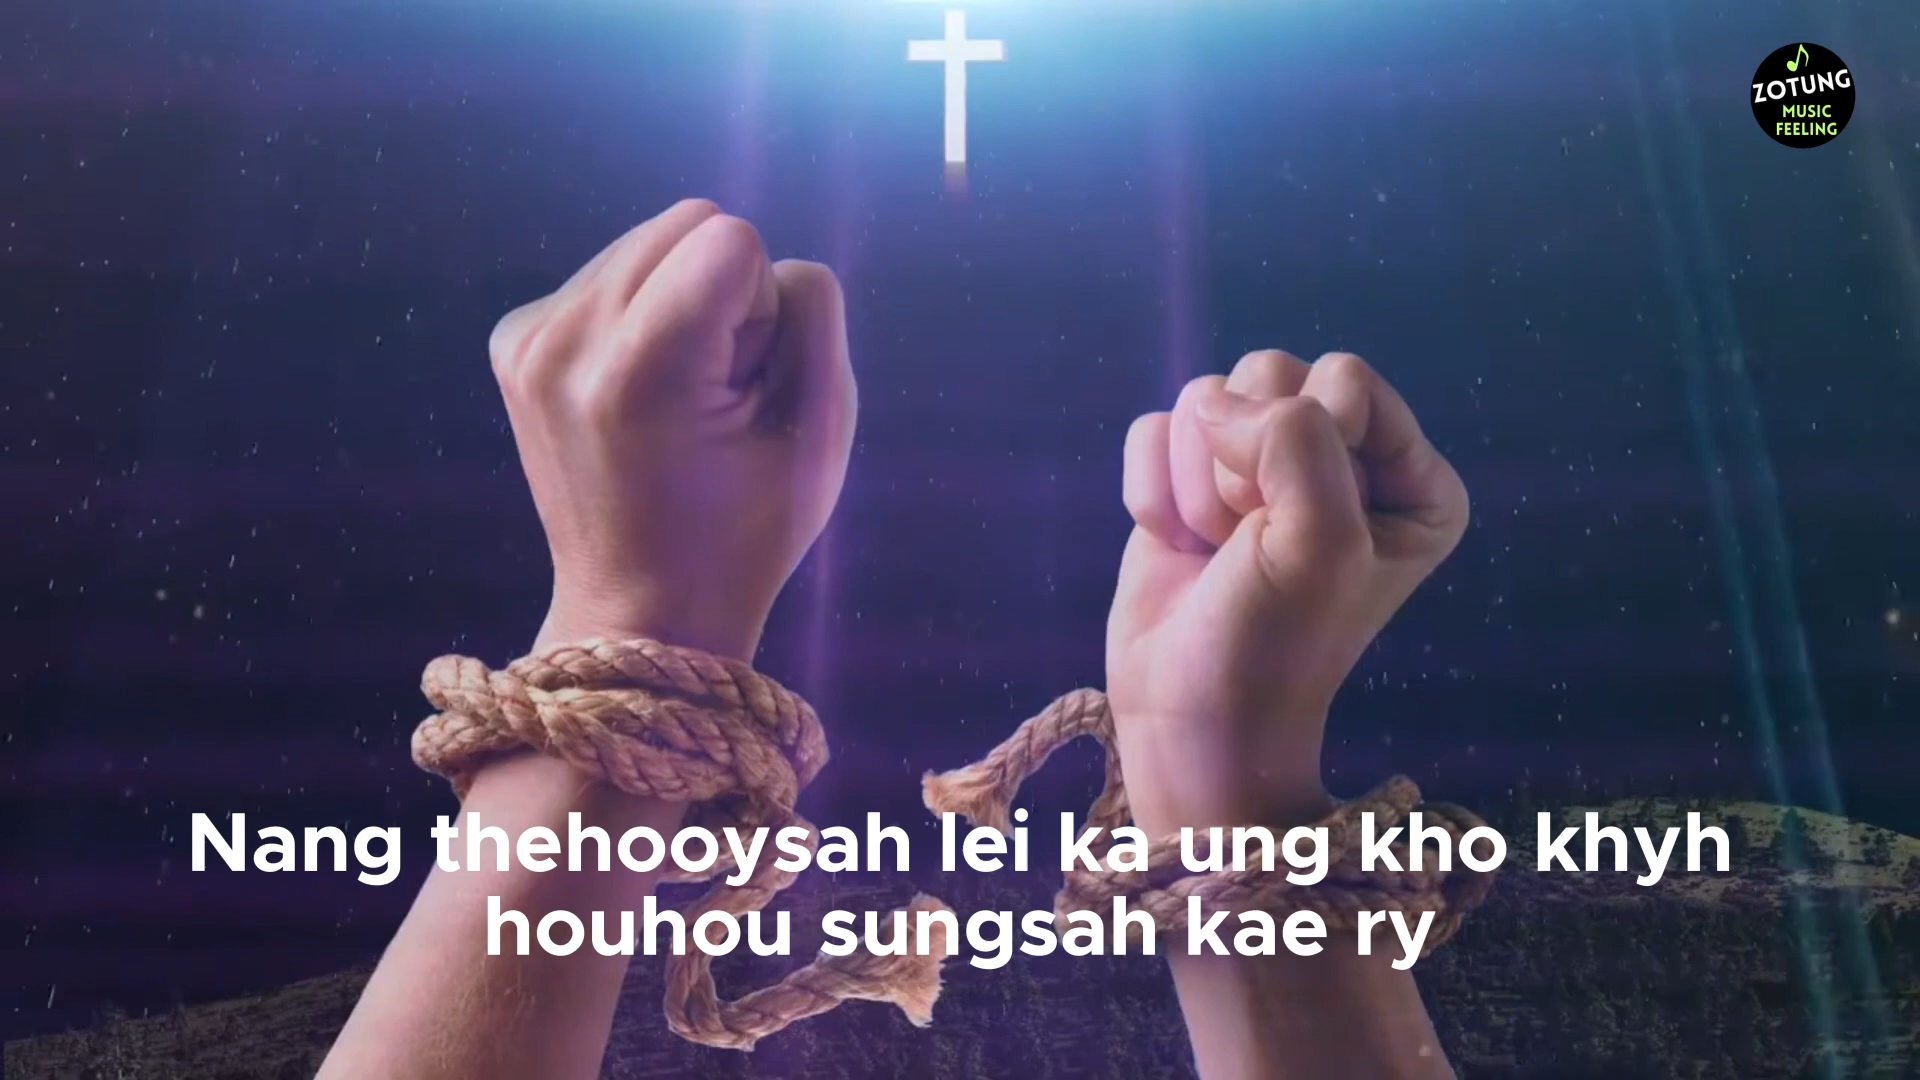 ZOTUNG
MUSIC
FEELING
Nang thehooysah lei ka ung kho khyh
houhou sungsah kae ry